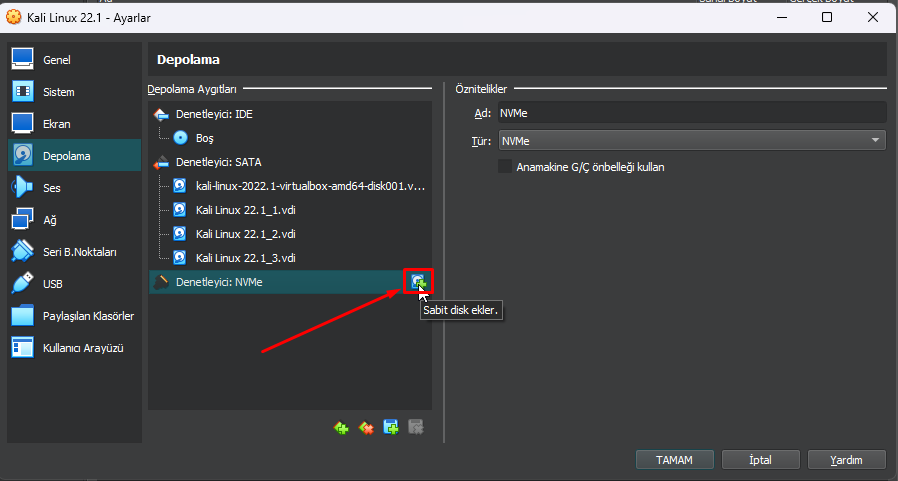 Kali Linux 22.1 - Ayarlar
Genel
Sistem
Ekran
Depolama
Ses
Ağ
Seri B.Noktaları
USB
Paylaşılan Klasörler
Kullanıcı Arayüzü
Depolama
Depolama Aygıtları
Denetleyici: IDE
Boş
Denetleyici: SATA
kali-linux-2022.1-virtualbox-amd64-disk001.v...
Kali Linux 22.1_1.vdi
Kali Linux 22.1_2.vdi
Kali Linux 22.1_3.vdi
Denetleyici: NVMe
Sabit disk ekler.
Öznitelikler
Ad: NVMe
Tür: NVMe
Anamakine G/Ç önbelleği kullan
TAMAM
İptal
Yardım